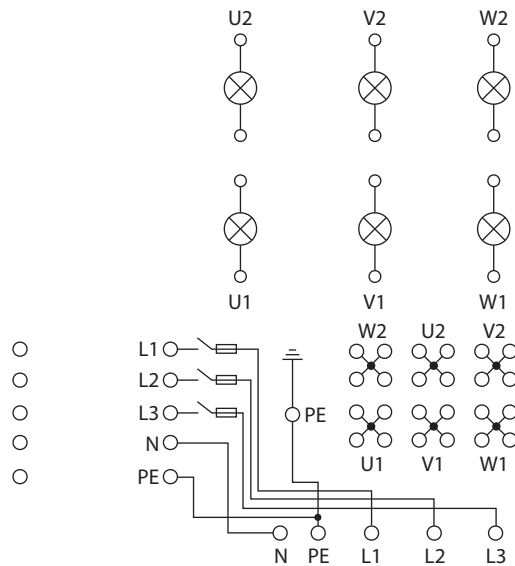 U2 V2 W2
U1 V1 W1
W2 U2 V2
L1
L2
L3 PE
N
U1 V1 W1
PE
N PE L1 L2 L3